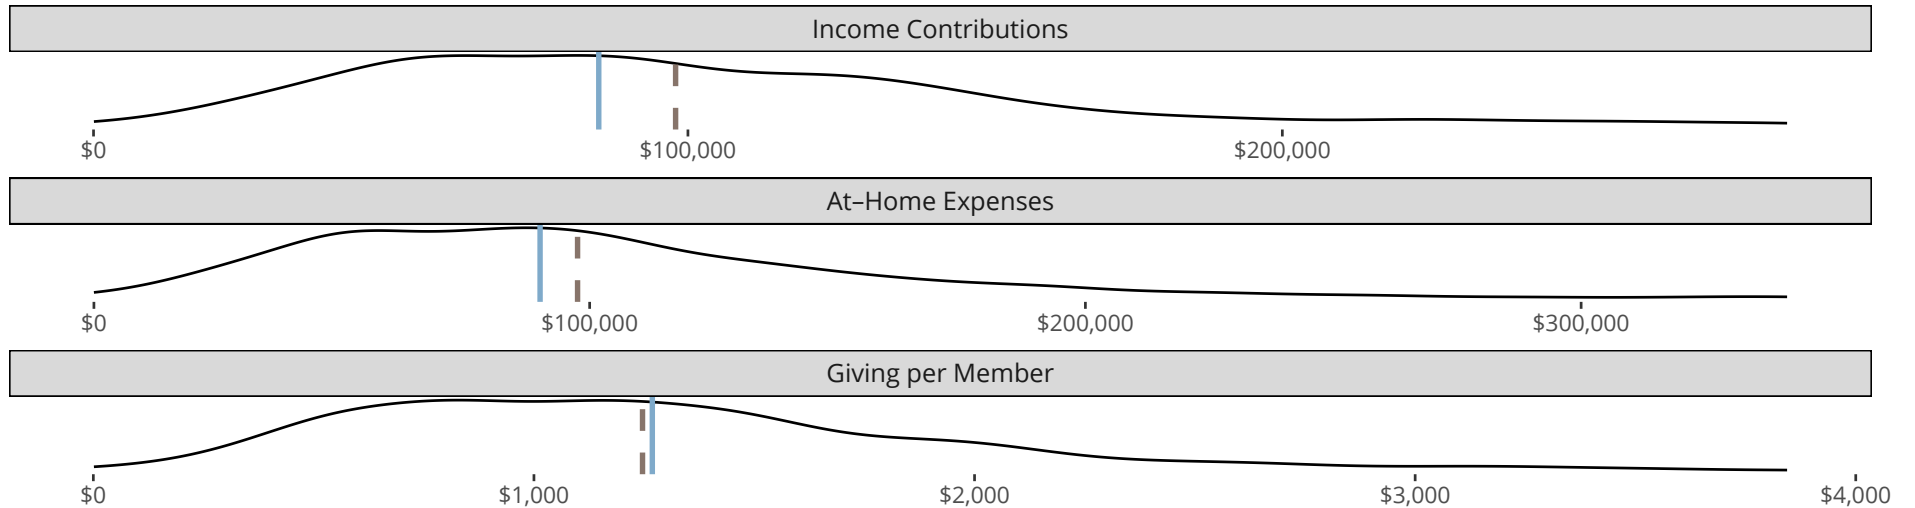 Income Contributions
$0 $100,000 $200,000
At–Home Expenses
$0 $100,000 $200,000 $300,000
Giving per Member
$0 $1,000 $2,000 $3,000 $4,000